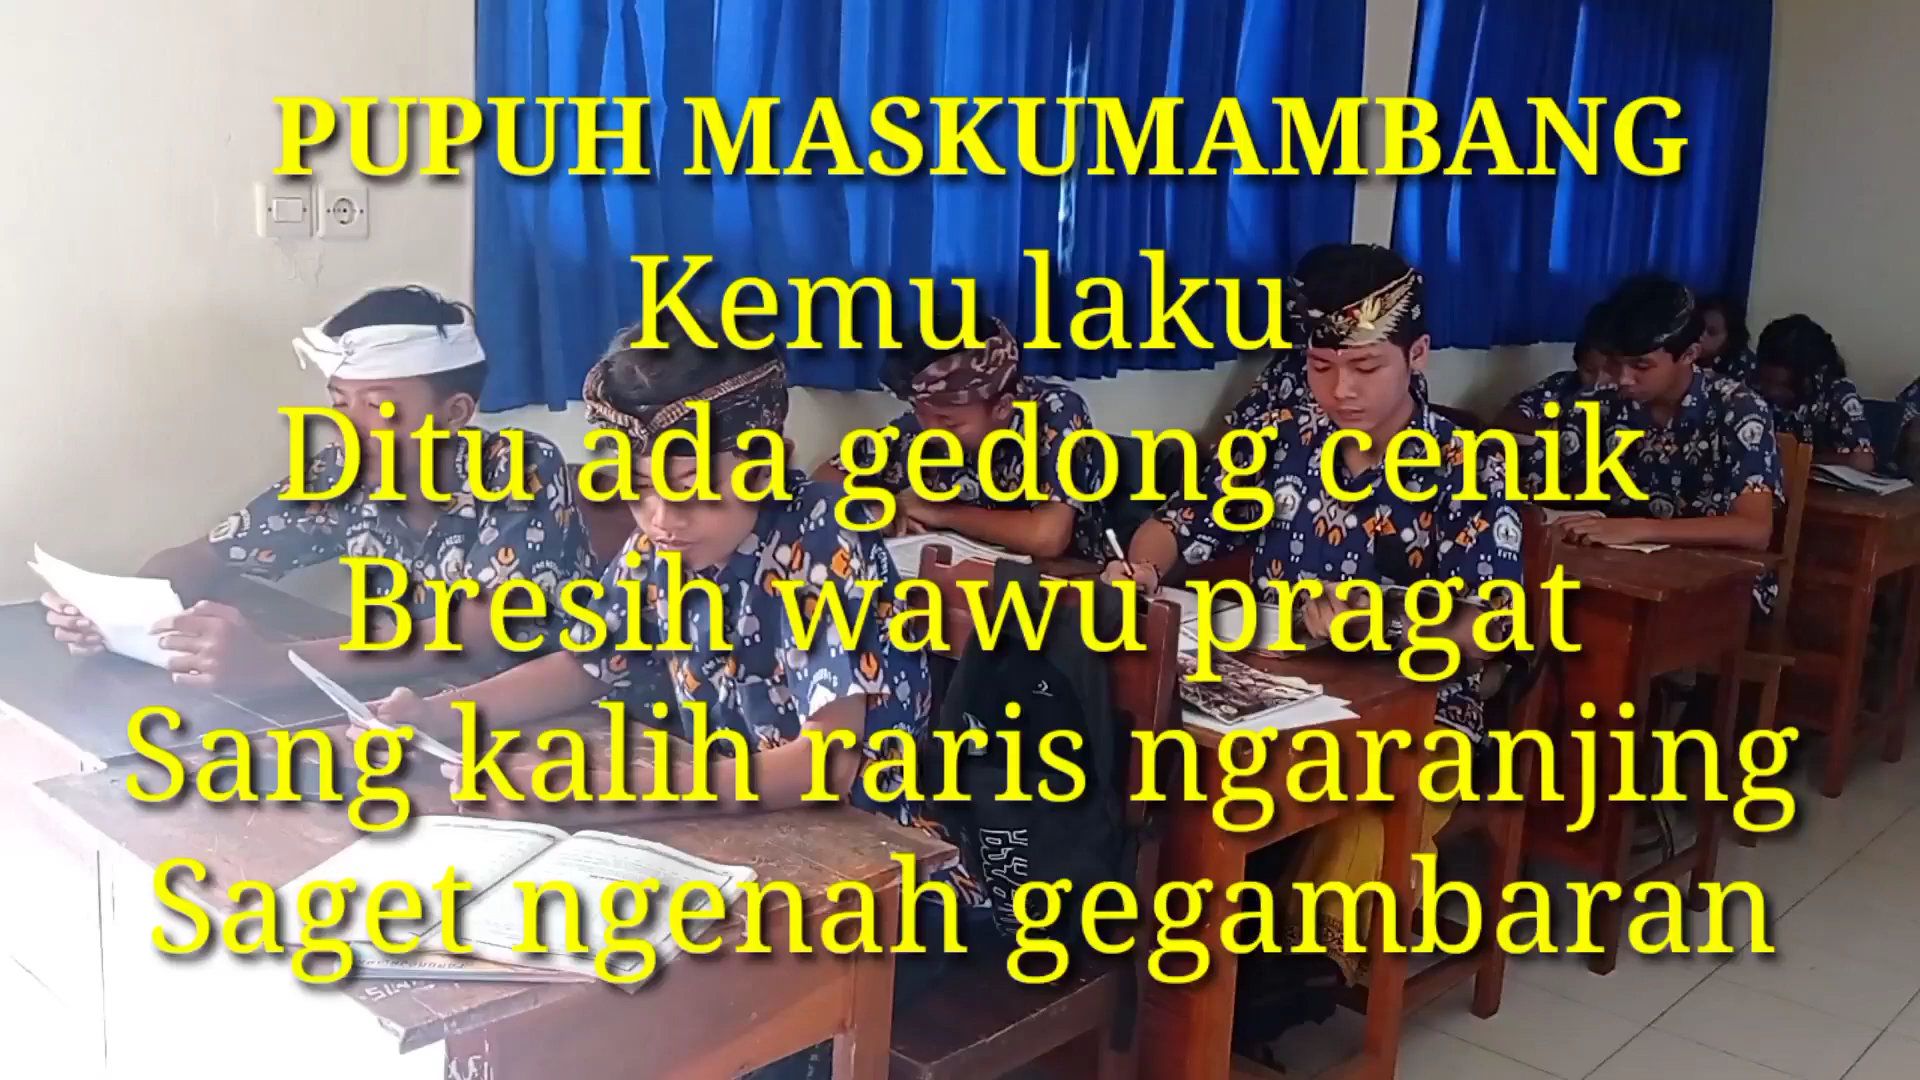 PUPUH MASKUMAMBANG
Kemu laku
Ditu ada gedong cenik
Bresih wawu pragat
Sang kalih raris ngaranjing
Saget ngenah gegambaran